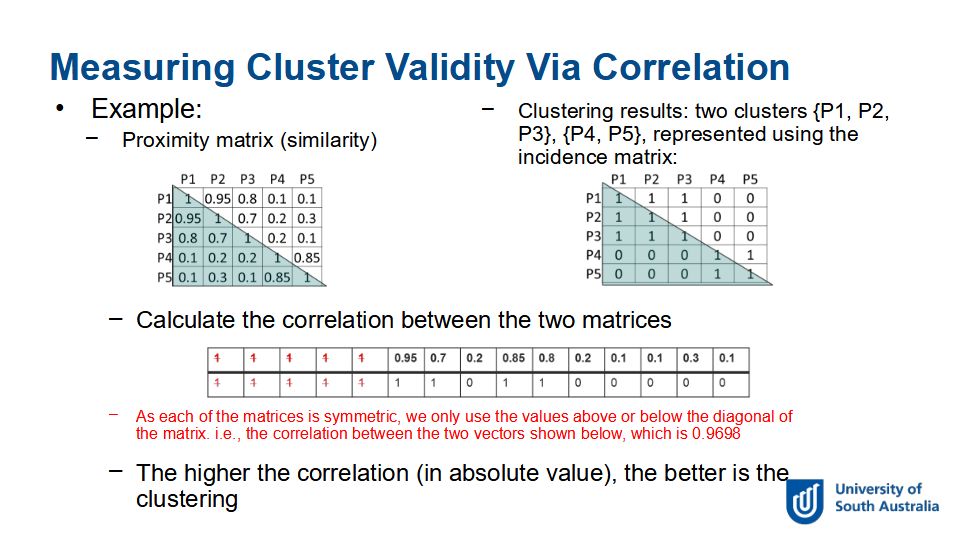 Measuring Cluster Validity Via Correlation
• Example:
– Proximity matrix (similarity)
P1 P2 P3 P4 P5
P1 1 0.95 0.8 0.1 0.1
P2 0.95 1 0.7 0.2 0.3
P3 0.8 0.7 1 0.2 0.1
P4 0.1 0.2 0.2 1 0.85
P5 0.1 0.3 0.1 0.85 1
– Clustering results: two clusters {P1, P2,
P3}, {P4, P5}, represented using the
incidence matrix:
P1 P2 P3 P4 P5
P1 1 1 1 0 0
P2 1 1 1 0 0
P3 1 1 1 0 0
P4 0 0 0 1 1
P5 0 0 0 1 1
– Calculate the correlation between the two matrices
1 1 1 1 1 0.95 0.7 0.2 0.85 0.8 0.2 0.1 0.1 0.3 0.1
1 1 1 1 1 1 1 0 1 1 0 0 0 0 0
– As each of the matrices is symmetric, we only use the values above or below the diagonal of
the matrix. i.e., the correlation between the two vectors shown below, which is 0.9698
– The higher the correlation (in absolute value), the better is the
clustering
University of
South Australia